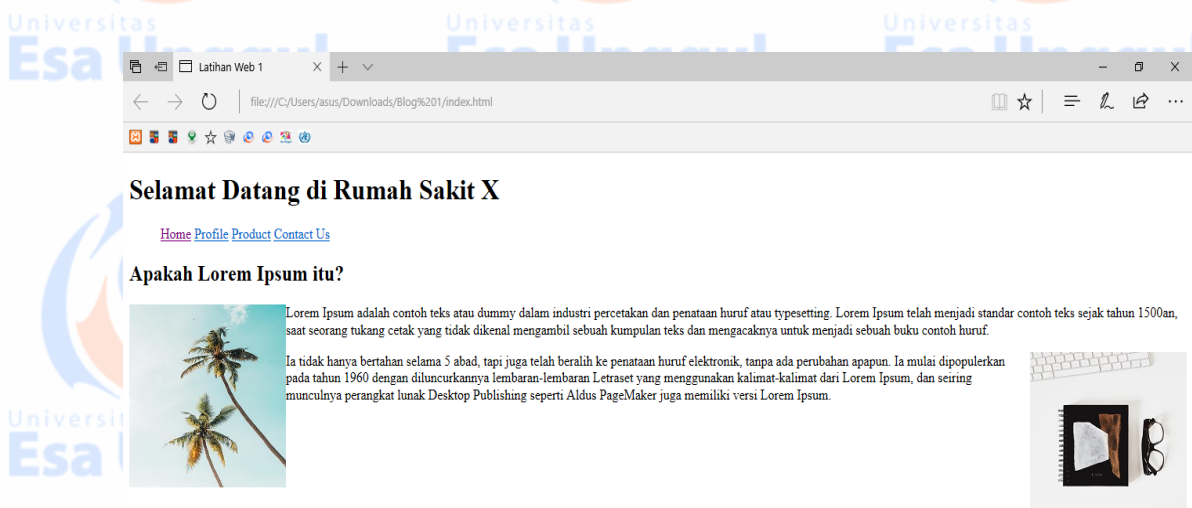 Universitas Universitas Universitas
Esa Unggul Esa Unggul Esa Unggul
Latihan Web 1
file:///C:/Users/asus/Downloads/Blog%201/index.html
Selamat Datang di Rumah Sakit X
Home Profile Product Contact Us
Apakah Lorem Ipsum itu?
Lorem Ipsum adalah contoh teks atau dummy dalam industri percetakan dan penataan huruf atau typesetting. Lorem Ipsum telah menjadi standar contoh teks sejak tahun 1500an,
saat seorang tukang cetak yang tidak dikenal mengambil sebuah kumpulan teks dan mengacaknya untuk menjadi sebuah buku contoh huruf.
Ia tidak hanya bertahan selama 5 abad, tapi juga telah beralih ke penataan huruf elektronik, tanpa ada perubahan apapun. Ia mulai dipopulerkan
pada tahun 1960 dengan diluncurkannya lembaran-lembaran Letraset yang menggunakan kalimat-kalimat dari Lorem Ipsum, dan seiring
munculnya perangkat lunak Desktop Publishing seperti Aldus PageMaker juga memiliki versi Lorem Ipsum.
Universit
Esa